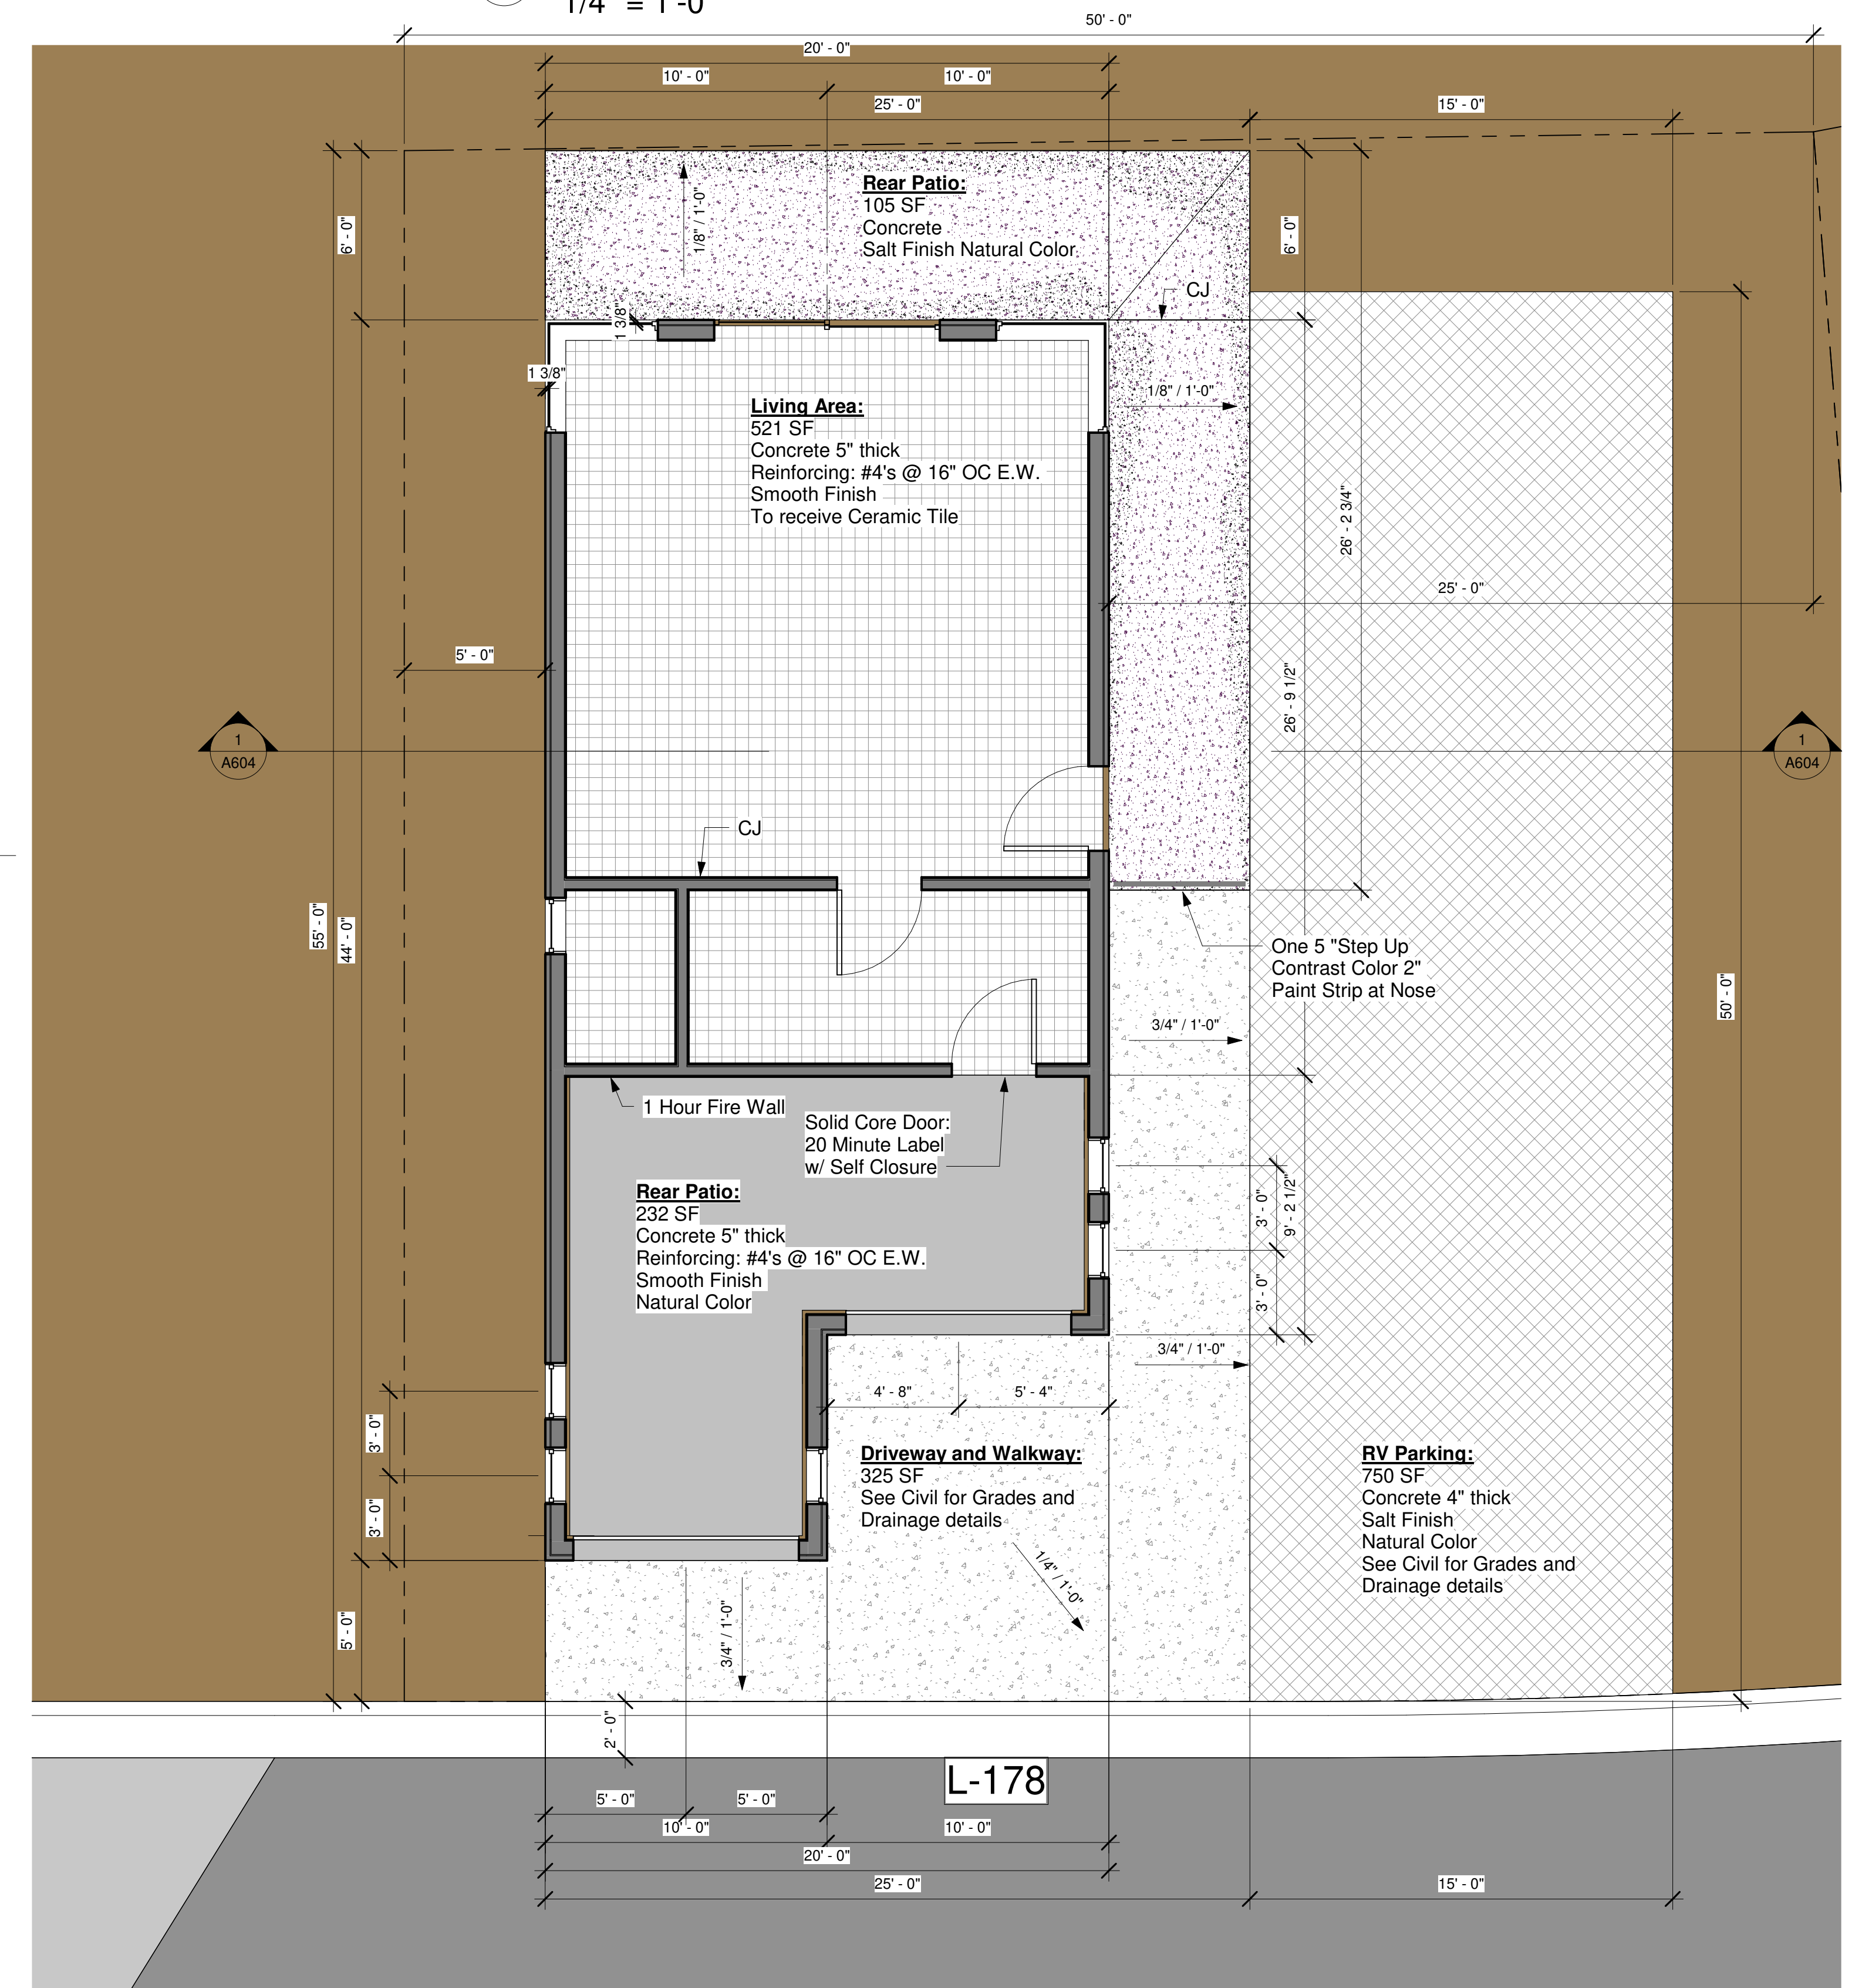 1/4" = 1'-0"
50' - 0"
20' - 0"
10' - 0"
10' - 0"
25' - 0"
15' - 0"
Rear Patio:
105 SF
Concrete
Salt Finish Natural Color
1/8" / 1'-0"
6' - 0"
6' - 0"
CJ
1 3/8"
1 3/8"
1/8" / 1'-0"
Living Area:
521 SF
Concrete 5" thick
Reinforcing: #4's @ 16" OC E.W.
Smooth Finish
To receive Ceramic Tile
26' - 2 3/4"
25' - 0"
5' - 0"
26' - 9 1/2"
1
A604
1
A604
CJ
55' - 0"
44' - 0"
One 5 "Step Up
Contrast Color 2"
Paint Strip at Nose
50' - 0"
3/4" / 1'-0"
1 Hour Fire Wall
Solid Core Door:
20 Minute Label
w/ Self Closure
Rear Patio:
232 SF
Concrete 5" thick
Reinforcing: #4's @ 16" OC E.W.
Smooth Finish
Natural Color
3' - 0"
9' - 2 1/2"
3' - 0"
3/4" / 1'-0"
4' - 8"
5' - 4"
3' - 0"
3' - 0"
Driveway and Walkway:
325 SF
See Civil for Grades and
Drainage details
RV Parking:
750 SF
Concrete 4" thick
Salt Finish
Natural Color
See Civil for Grades and
Drainage details
1/4" / 1'-0"
5' - 0"
3/4" / 1'-0"
2' - 0"
L-178
5' - 0"
5' - 0"
10' - 0"
10' - 0"
20' - 0"
25' - 0"
15' - 0"